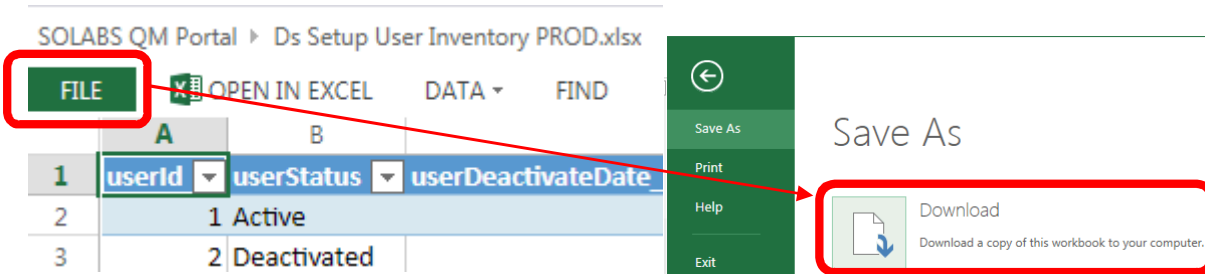 SOLABS QM Portal ▸ Ds Setup User Inventory PROD.xlsx
FILE OPEN IN EXCEL DATA FIND
A B
1 userId userStatus userDeactivateDate_
2 1 Active
3 2 Deactivated
Save As
Print
Help
Exit
Save As
Download
Download a copy of this workbook to your computer.